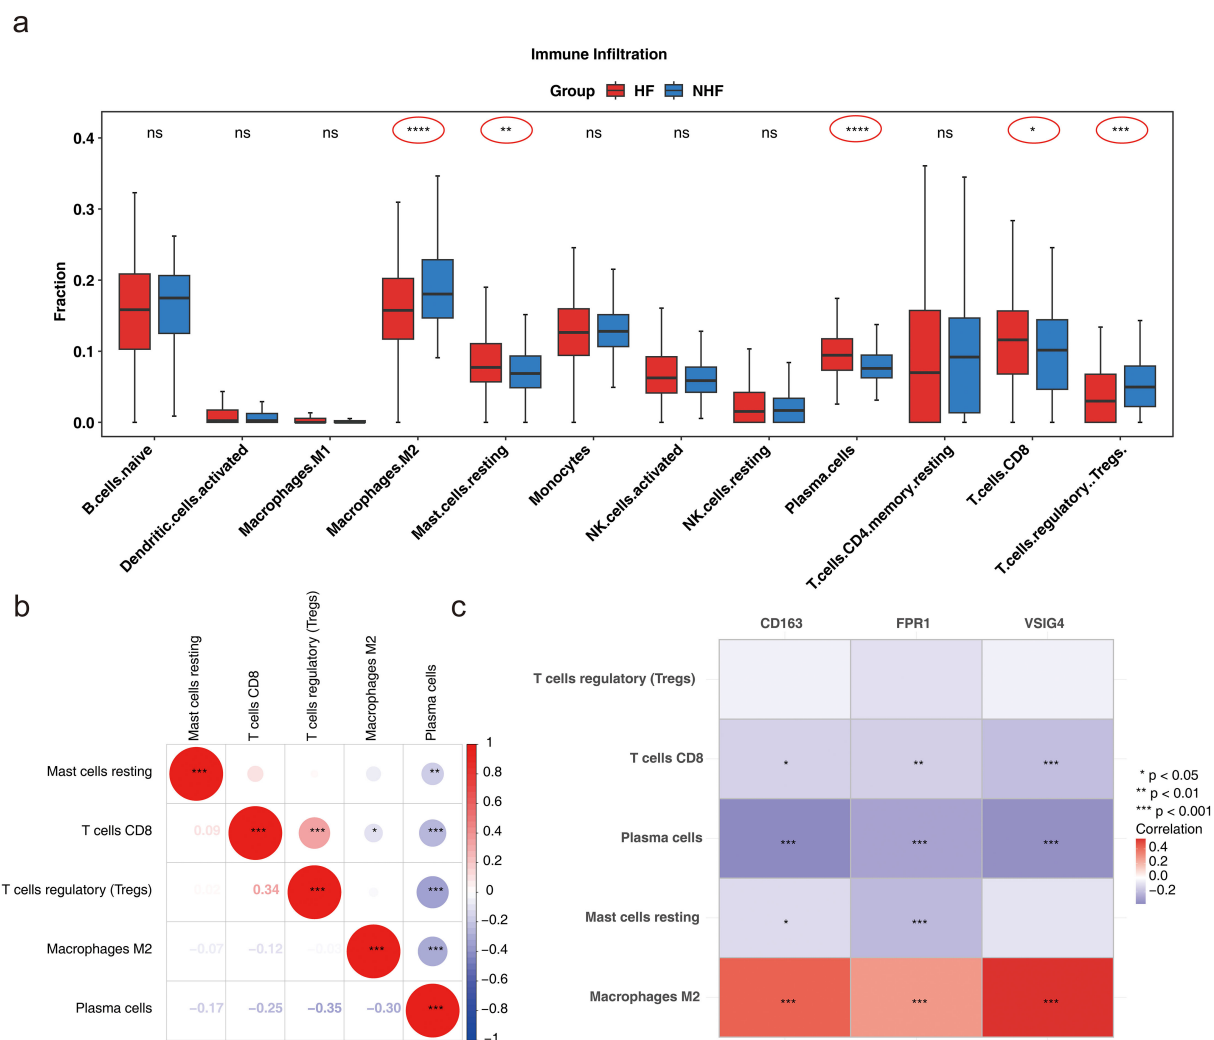 a
Immune Infiltration
Group HF NHF
ns ns ns **** ** ns ns ns **** ns * ***
0.4
0.3
0.2
0.1
0.0
Fraction
B.cells.naive
Dendritic.cells.activated
Macrophages.M1
Macrophages.M2
Mast.cells.resting
Monocytes
NK.cells.activated
NK.cells.resting
Plasma.cells
T.cells.CD4.memory.resting
T.cells.CD8
T.cells.regulatory..Tregs.
b
Mast cells resting
T cells CD8
T cells regulatory (Tregs)
Macrophages M2
Plasma cells
Mast cells resting *** **
T cells CD8 0.09 *** *** * ***
T cells regulatory (Tregs) 0.34 *** ***
Macrophages M2 −0.07 −0.12 *** ***
Plasma cells −0.17 −0.25 −0.35 −0.30 ***
1
0.8
0.6
0.4
0.2
0
−0.2
−0.4
−0.6
−0.8
−1
c
CD163 FPR1 VSIG4
T cells regulatory (Tregs)
T cells CD8 * ** ***
Plasma cells *** *** ***
Mast cells resting * ***
Macrophages M2 *** *** ***
* p < 0.05
** p < 0.01
*** p < 0.001
Correlation
0.4
0.2
0.0
−0.2